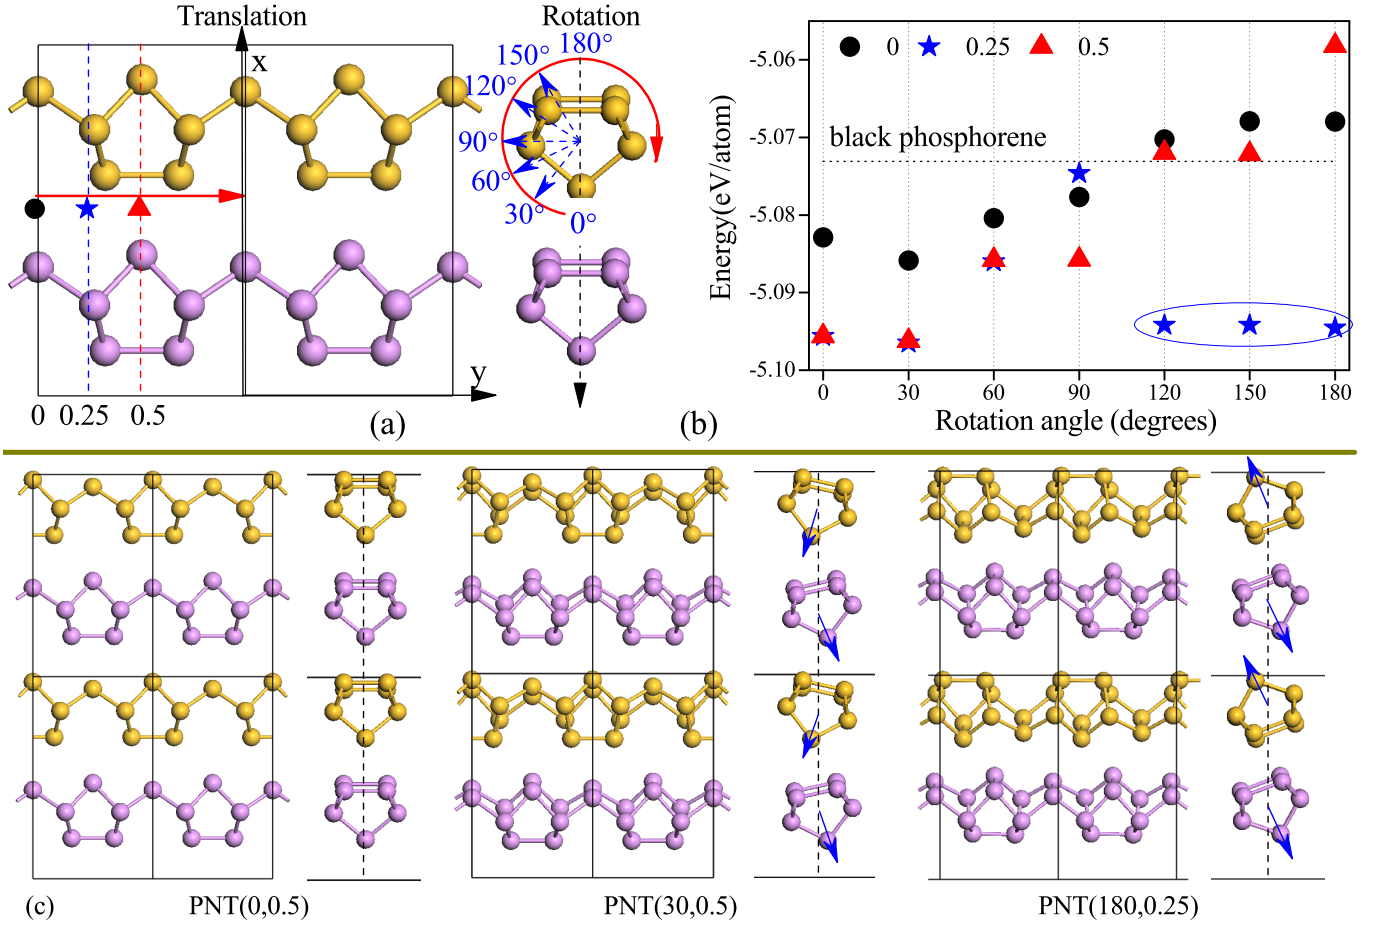 Translation
x
y
0 0.25 0.5
(a)
Rotation
180°
150°
120°
90°
60°
30°
0°
(b)
0 0.25 0.5
black phosphorene
Energy(eV/atom)
-5.06
-5.07
-5.08
-5.09
-5.10
0 30 60 90 120 150 180
Rotation angle (degrees)
(c) PNT(0,0.5) PNT(30,0.5) PNT(180,0.25)